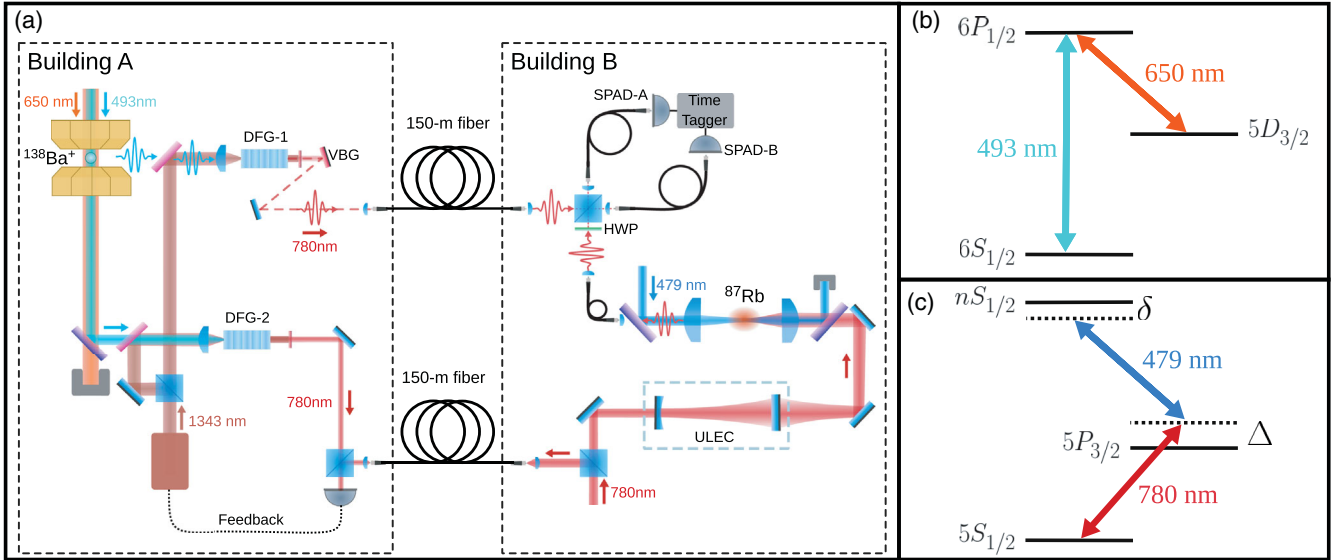 (a)
Building A
650 nm
493nm
138Ba+
DFG-1
VBG
780nm
DFG-2
780nm
1343 nm
Feedback
150-m fiber
150-m fiber
Building B
SPAD-A
Time
Tagger
SPAD-B
HWP
479 nm
87Rb
ULEC
780nm
(b)
6P1/2
650 nm
493 nm
5D3/2
6S1/2
(c)
nS1/2
δ
479 nm
5P3/2
Δ
780 nm
5S1/2